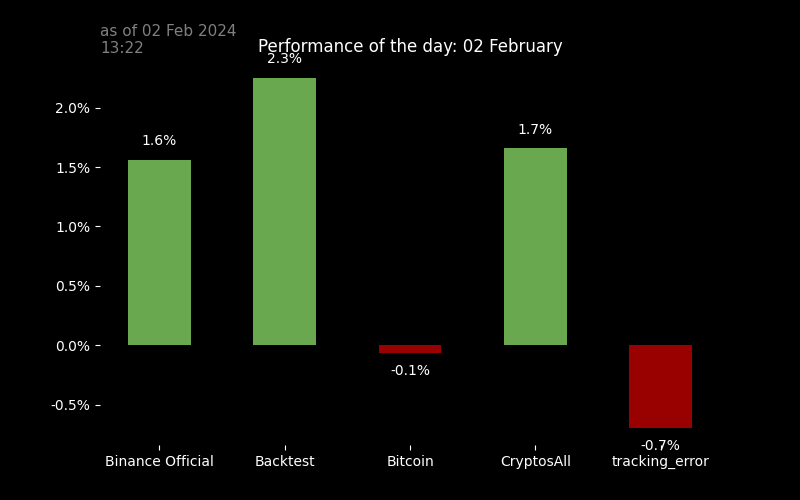 as of 02 Feb 2024
13:22
Performance of the day: 02 February
2.3%
2.0%
1.6%
1.7%
1.5%
1.0%
0.5%
0.0%
-0.1%
-0.5%
-0.7%
Binance Official
Backtest
Bitcoin
CryptosAll
tracking_error